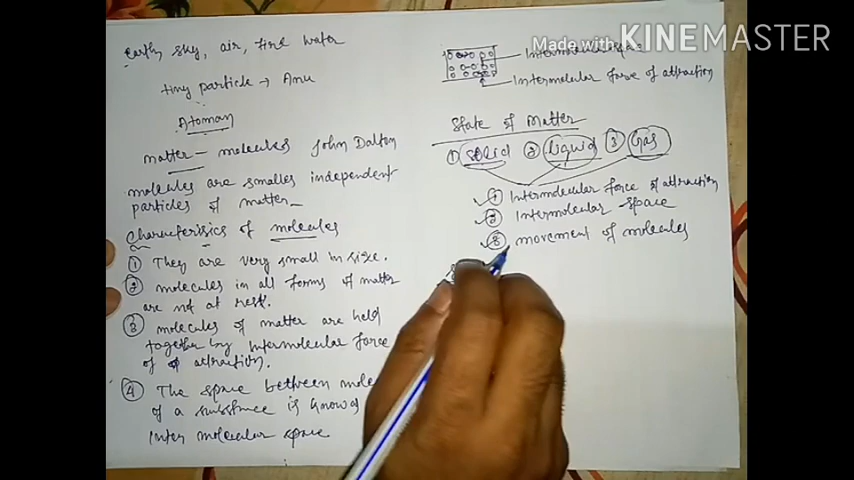 Earth, sky, air, fire water
tiny particle → Anu
Atoman
matter – molecules John Dalton
molecules are smalles independent
particles of matter
Characterisics of molecules
① They are very small in size.
② molecules in all forms of matter
are not at rest.
③ molecules of matter are held
together by Intermolecular force
of attraction.
④ The space between molec
of a substance is known a
Inter molecular space
Made with KINEMASTER
Intermolecular
Intermolecular force of attraction
State of Matter
① Solid ② Liquid ③ Gas
① Intermolecular force of attraction
② Intermolecular space
③ movement of molecules